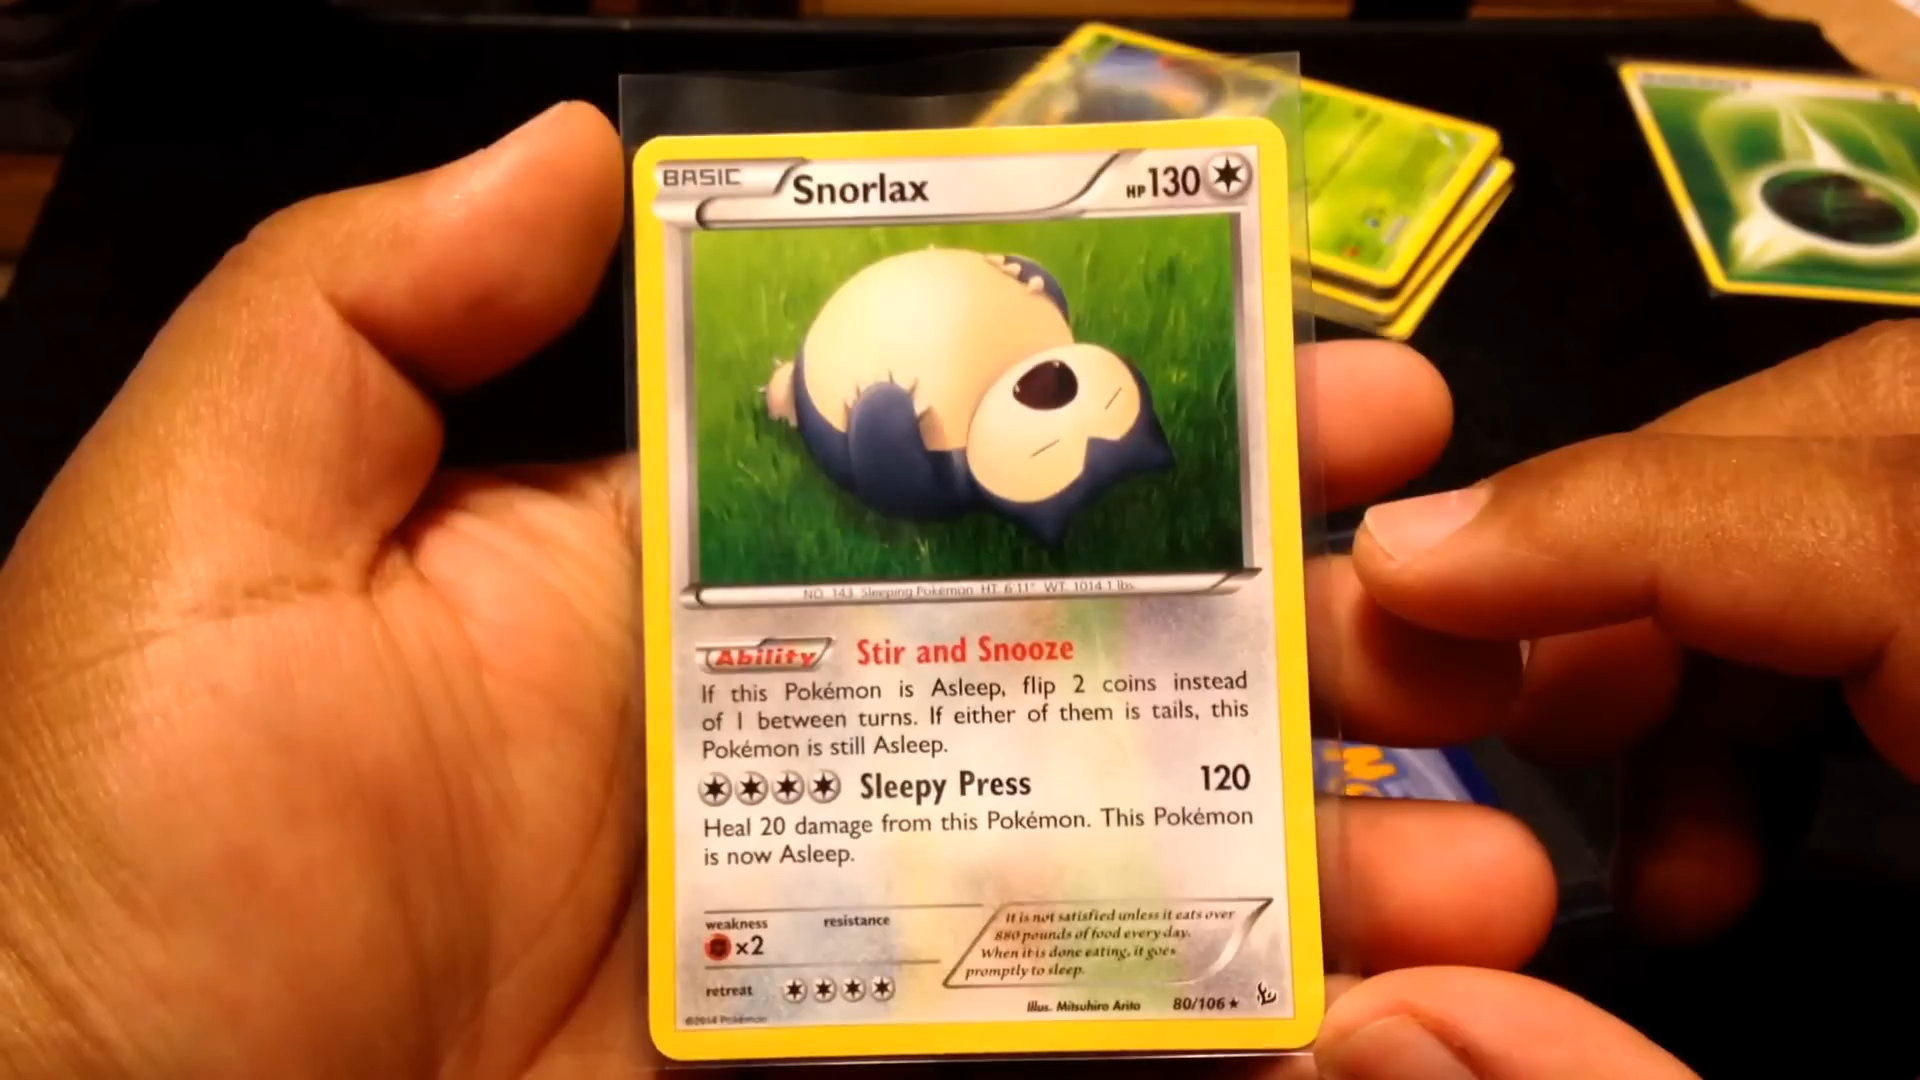 BASIC Snorlax HP130
NO. 143 Sleeping Pokémon HT: 6'11" WT: 1014.1 lbs.
Ability Stir and Snooze
If this Pokémon is Asleep, flip 2 coins instead
of 1 between turns. If either of them is tails, this
Pokémon is still Asleep.
Sleepy Press 120
Heal 20 damage from this Pokémon. This Pokémon
is now Asleep.
weakness resistance
x2
It is not satisfied unless it eats over
880 pounds of food every day.
When it is done eating, it goes
promptly to sleep.
retreat
Illus. Mitsuhiro Arita 80/106
©2014 Pokémon